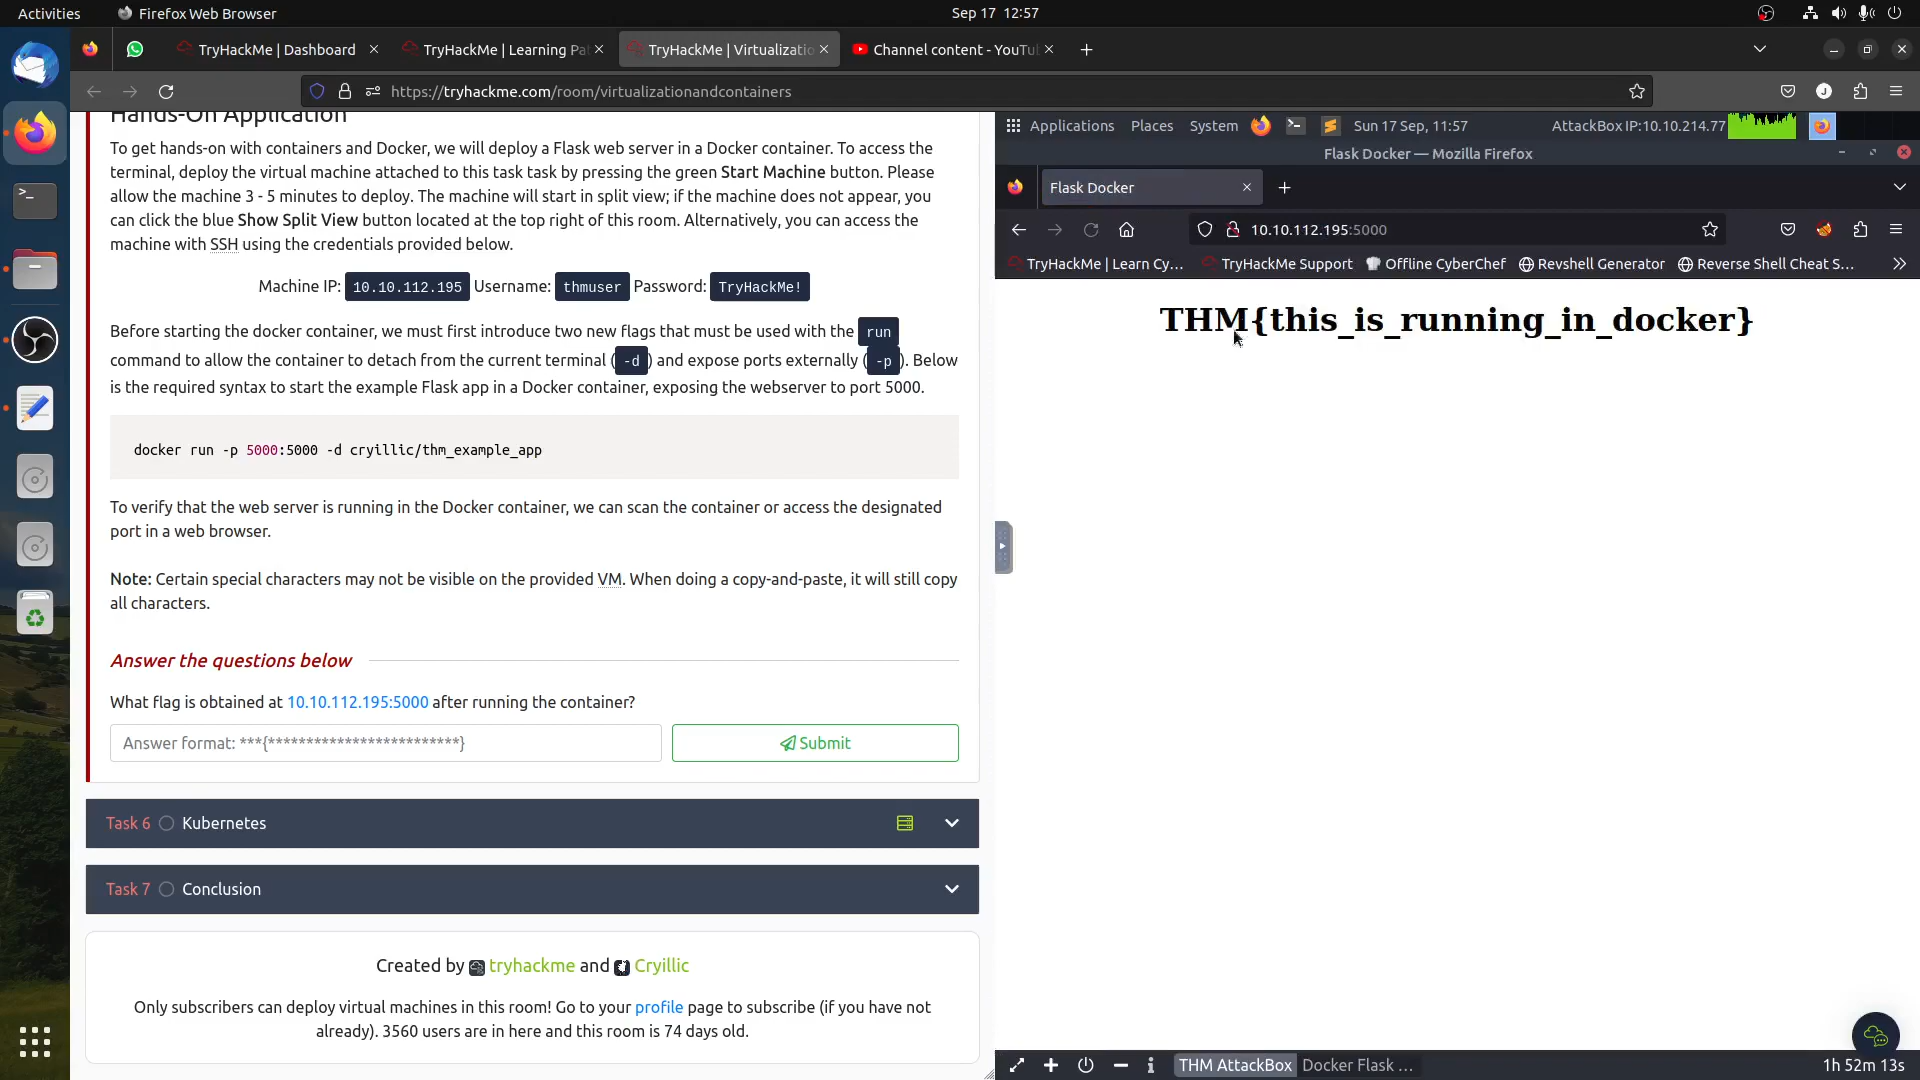 Activities
Firefox Web Browser
Sep 17 12:57
TryHackMe | Dashboard
TryHackMe | Learning Pa
TryHackMe | Virtualizatio
Channel content - YouTu
https://tryhackme.com/room/virtualizationandcontainers
J
Hands-On Application
To get hands-on with containers and Docker, we will deploy a Flask web server in a Docker container. To access the
terminal, deploy the virtual machine attached to this task task by pressing the green Start Machine button. Please
allow the machine 3 - 5 minutes to deploy. The machine will start in split view; if the machine does not appear, you
can click the blue Show Split View button located at the top right of this room. Alternatively, you can access the
machine with SSH using the credentials provided below.
Machine IP: 10.10.112.195 Username: thmuser Password: TryHackMe!
Before starting the docker container, we must first introduce two new flags that must be used with the run
command to allow the container to detach from the current terminal (-d) and expose ports externally (-p). Below
is the required syntax to start the example Flask app in a Docker container, exposing the webserver to port 5000.
docker run -p 5000:5000 -d cryillic/thm_example_app
To verify that the web server is running in the Docker container, we can scan the container or access the designated
port in a web browser.
Note: Certain special characters may not be visible on the provided VM. When doing a copy-and-paste, it will still copy
all characters.
Answer the questions below
What flag is obtained at 10.10.112.195:5000 after running the container?
Answer format: ***{*************************}
Submit
Task 6 Kubernetes
Task 7 Conclusion
Created by tryhackme and Cryillic
Only subscribers can deploy virtual machines in this room! Go to your profile page to subscribe (if you have not
already). 3560 users are in here and this room is 74 days old.
Applications Places System
Sun 17 Sep, 11:57
AttackBox IP:10.10.214.77
Flask Docker — Mozilla Firefox
Flask Docker
10.10.112.195:5000
TryHackMe | Learn Cy...
TryHackMe Support
Offline CyberChef
Revshell Generator
Reverse Shell Cheat S...
THM{this_is_running_in_docker}
THM AttackBox
Docker Flask ...
1h 52m 13s